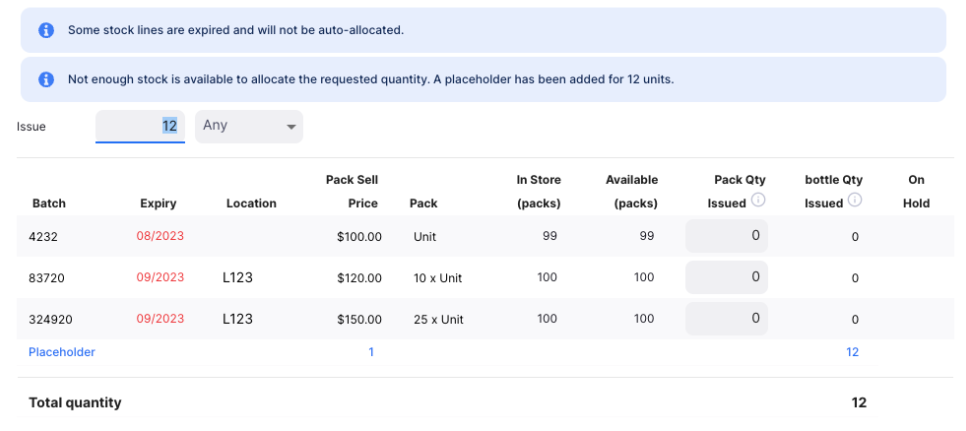 Some stock lines are expired and will not be auto-allocated.
Not enough stock is available to allocate the requested quantity. A placeholder has been added for 12 units.
Issue 12 Any
Batch Expiry Location Pack Sell Price Pack In Store (packs) Available (packs) Pack Qty Issued bottle Qty Issued On Hold
4232 08/2023 $100.00 Unit 99 99 0 0
83720 09/2023 L123 $120.00 10 x Unit 100 100 0 0
324920 09/2023 L123 $150.00 25 x Unit 100 100 0 0
Placeholder 1 12
Total quantity 12